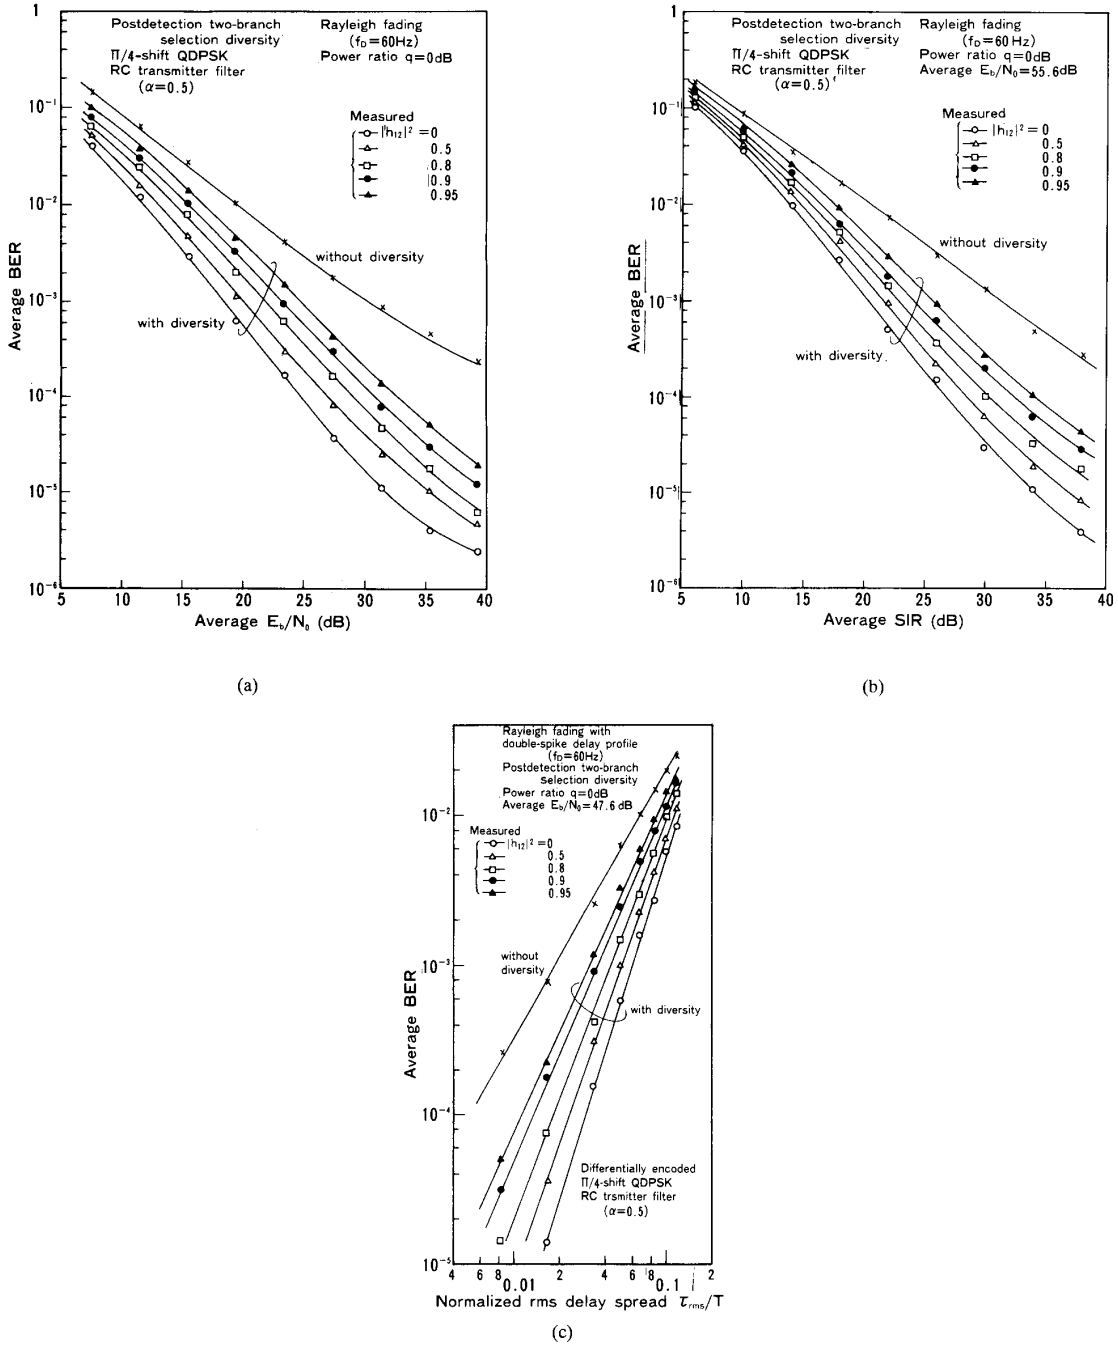 Postdetection two-branch
selection diversity
Π/4-shift QDPSK
RC transmitter filter
(α=0.5)
Rayleigh fading
(fD=60Hz)
Power ratio q=0dB
Measured
|h12|²=0
0.5
0.8
0.9
0.95
without diversity
with diversity
Average BER
1
10⁻¹
10⁻²
10⁻³
10⁻⁴
10⁻⁵
10⁻⁶
5 10 15 20 25 30 35 40
Average Eb/N0 (dB)
(a)
Postdetection two-branch
selection diversity
Π/4-shift QDPSK
RC transmitter filter
(α=0.5)
Rayleigh fading
(fD=60Hz)
Power ratio q=0dB
Average Eb/N0=55.6dB
Measured
|h12|²=0
0.5
0.8
0.9
0.95
without diversity
with diversity
Average BER
1
10⁻¹
10⁻²
10⁻³
10⁻⁴
10⁻⁵
10⁻⁶
5 10 15 20 25 30 35 40
Average SIR (dB)
(b)
Rayleigh fading with
double-spike delay profile
(fD=60Hz)
Postdetection two-branch
selection diversity
Power ratio q=0dB
Average Eb/N0=47.6dB
Measured
|h12|²=0
0.5
0.8
0.9
0.95
without
diversity
with diversity
Differentially encoded
Π/4-shift QDPSK
RC trsmitter filter
(α=0.5)
Average BER
10⁻²
10⁻³
10⁻⁴
10⁻⁵
4 6 8 0.01 2 4 6 8 0.1 2
Normalized rms delay spread τrms/T
(c)